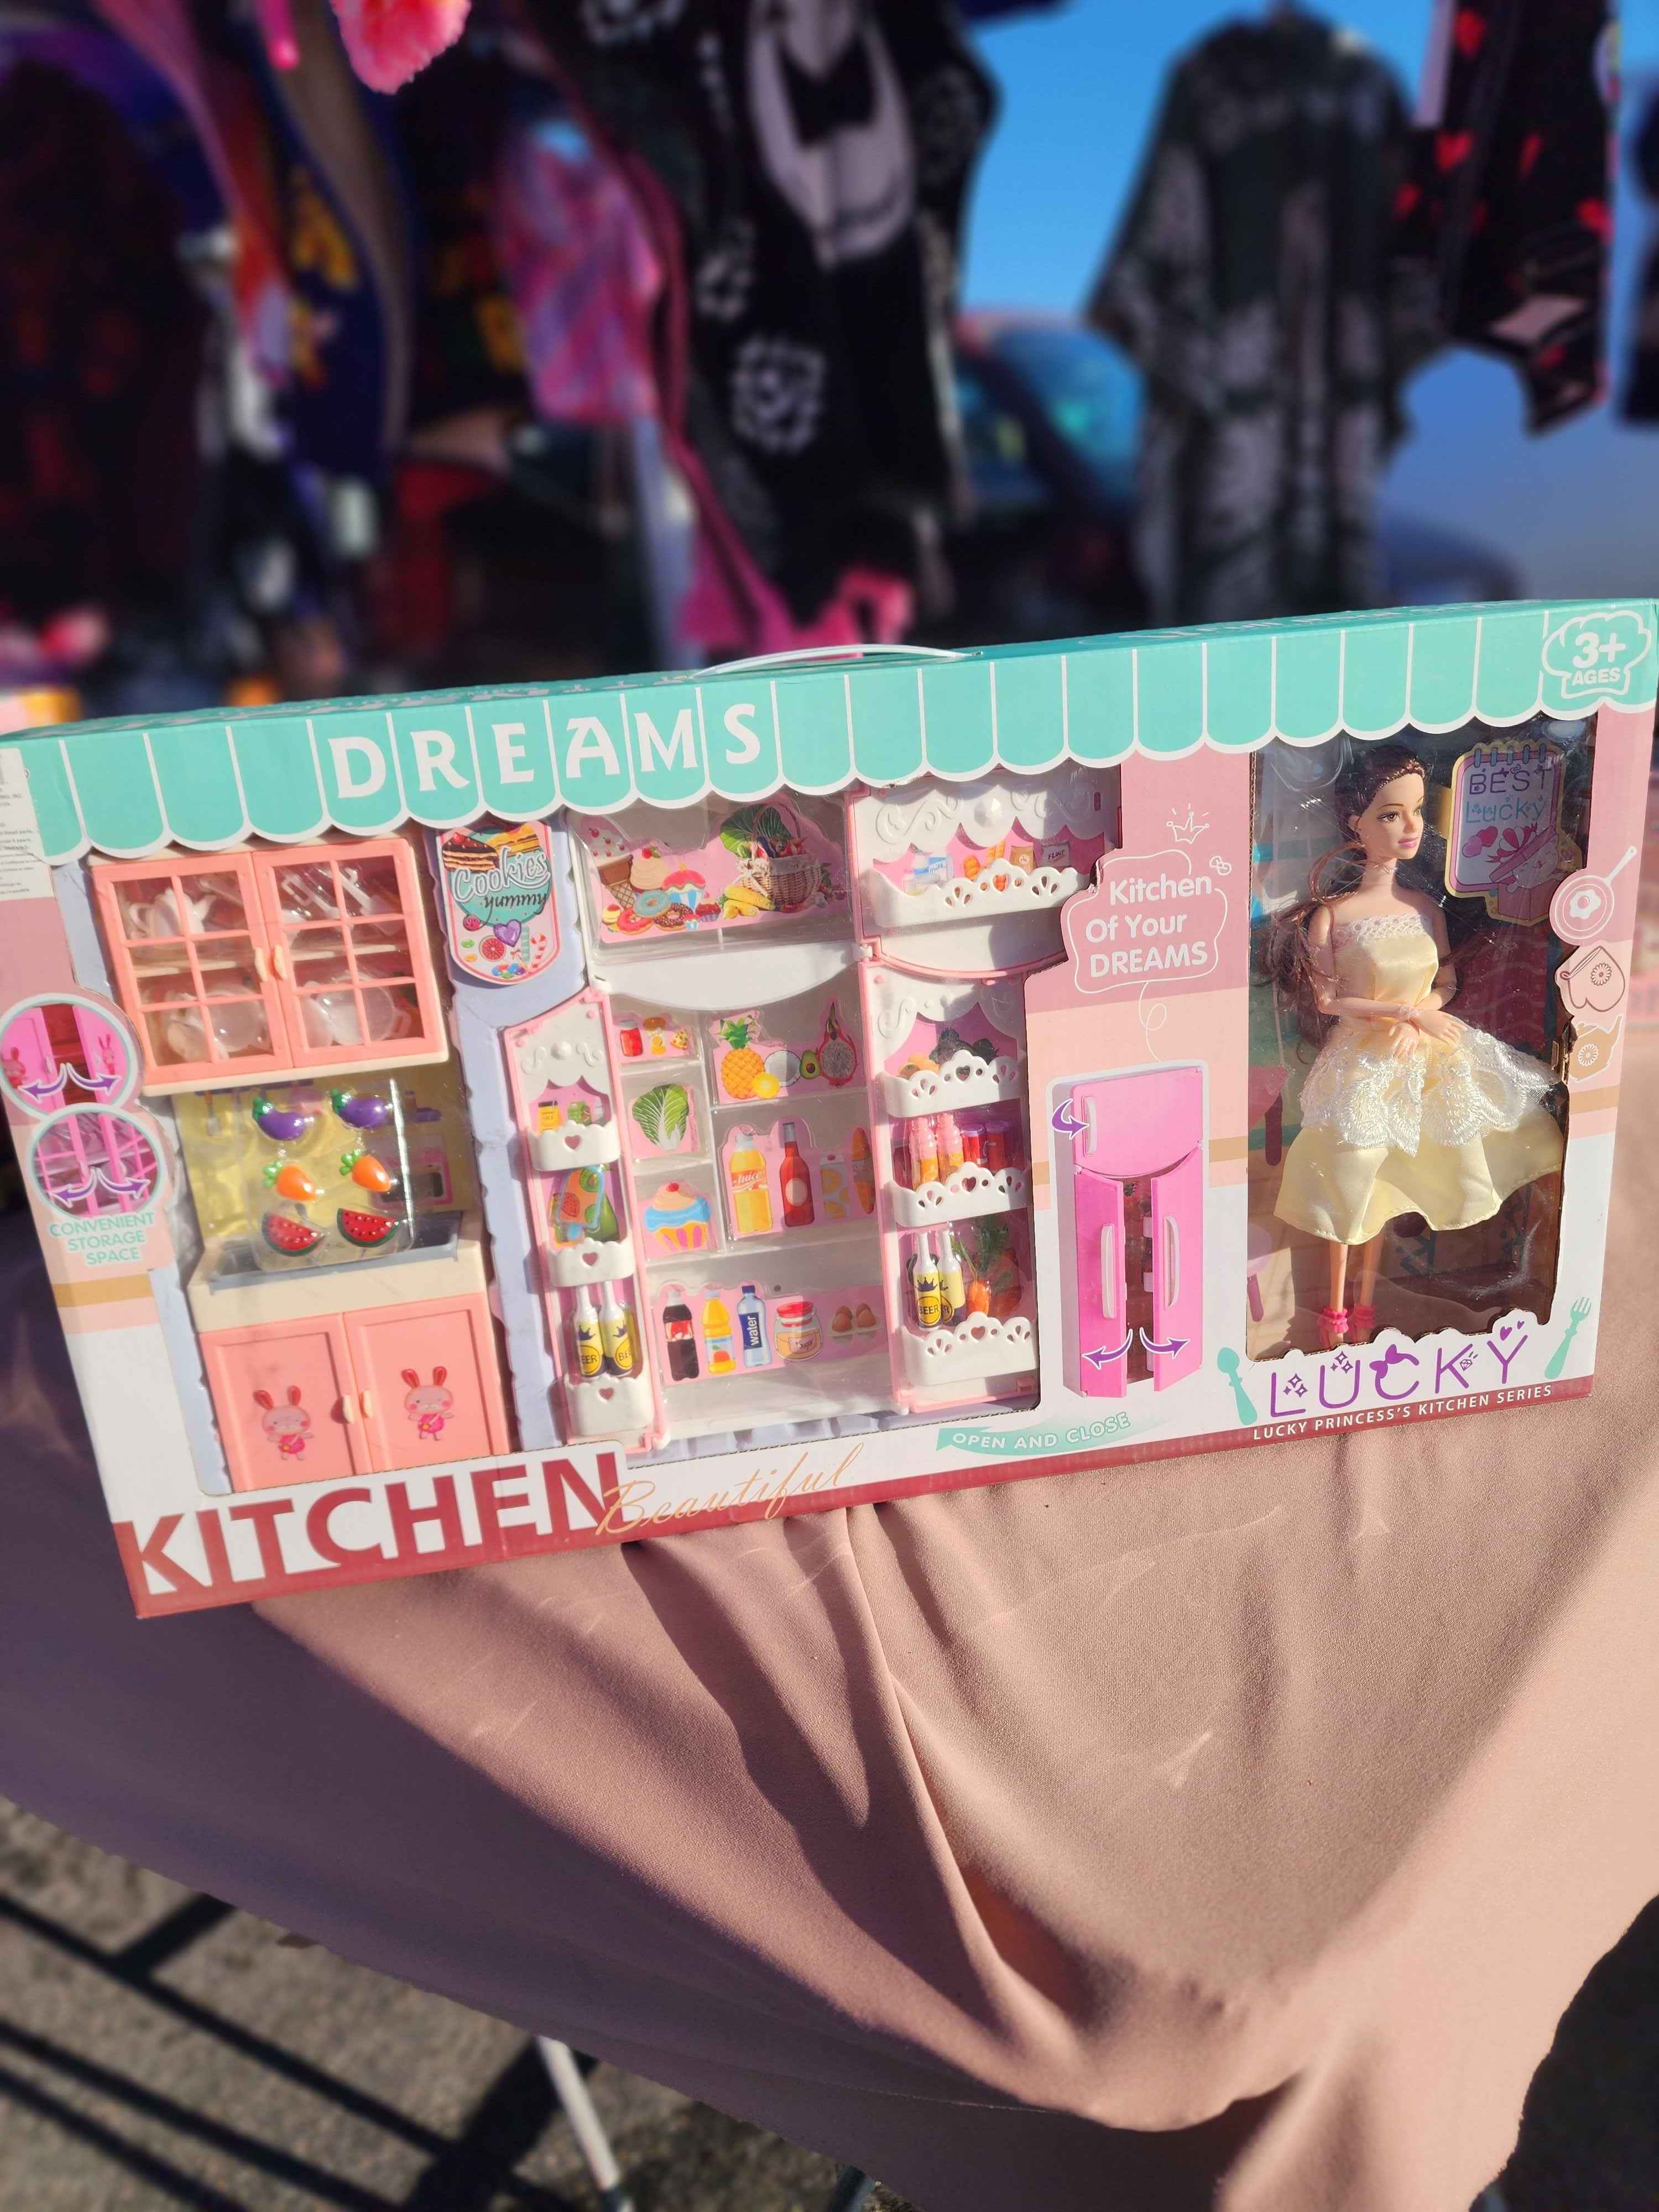 DREAMS
3+
AGES
Cookies
yummmy
BEST
Lucky
Kitchen
Of Your
DREAMS
CONVENIENT
STORAGE
SPACE
Juice
water
BEER
BEER
LUCKY
LUCKY PRINCESS'S KITCHEN SERIES
OPEN AND CLOSE
KITCHEN
Beautiful